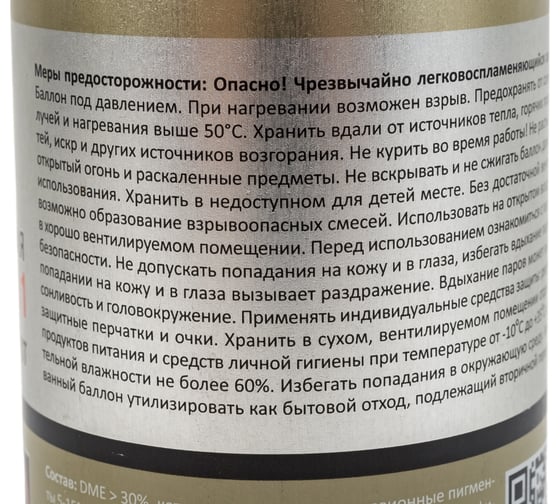 Меры предосторожности: Опасно! Чрезвычайно легковоспламеняющийся
Баллон под давлением. При нагревании возможен взрыв. Предохранять от
лучей и нагревания выше 50°С. Хранить вдали от источников тепла, горячих
тей, искр и других источников возгорания. Не курить во время работы! Не
открытый огонь и раскаленные предметы. Не вскрывать и не сжигать баллон
использования. Хранить в недоступном для детей месте. Без достаточной
возможно образование взрывоопасных смесей. Использовать на открытом
в хорошо вентилируемом помещении. Перед использованием ознакомиться с
безопасности. Не допускать попадания на кожу и в глаза, избегать вдыхания
попадании на кожу и в глаза вызывает раздражение. Вдыхание паров
сонливость и головокружение. Применять индивидуальные средства защиты
защитные перчатки и очки. Хранить в сухом, вентилируемом помещении
продуктов питания и средств личной гигиены при температуре от -10°С до
тельной влажности не более 60%. Избегать попадания в окружающую среду
ванный баллон утилизировать как бытовой отход, подлежащий вторичной
Состав: DME > 30%,